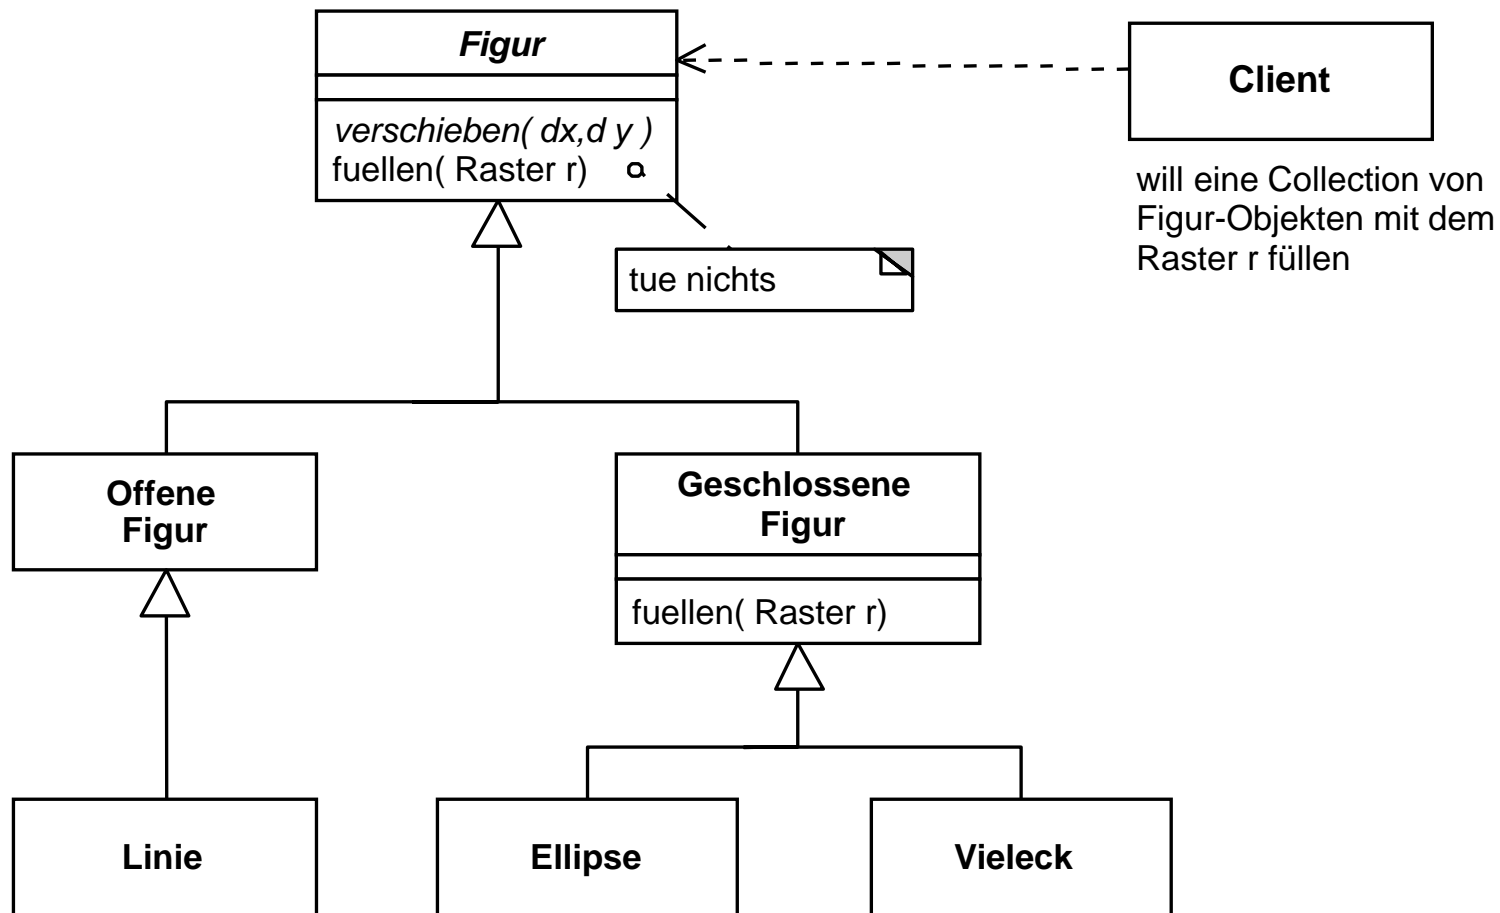 Figur
Client
verschieben( dx,d y )
fuellen( Raster r)
will eine Collection von
Figur-Objekten mit dem
Raster r füllen
tue nichts
Offene
Figur
Geschlossene
Figur
fuellen( Raster r)
Linie
Ellipse
Vieleck